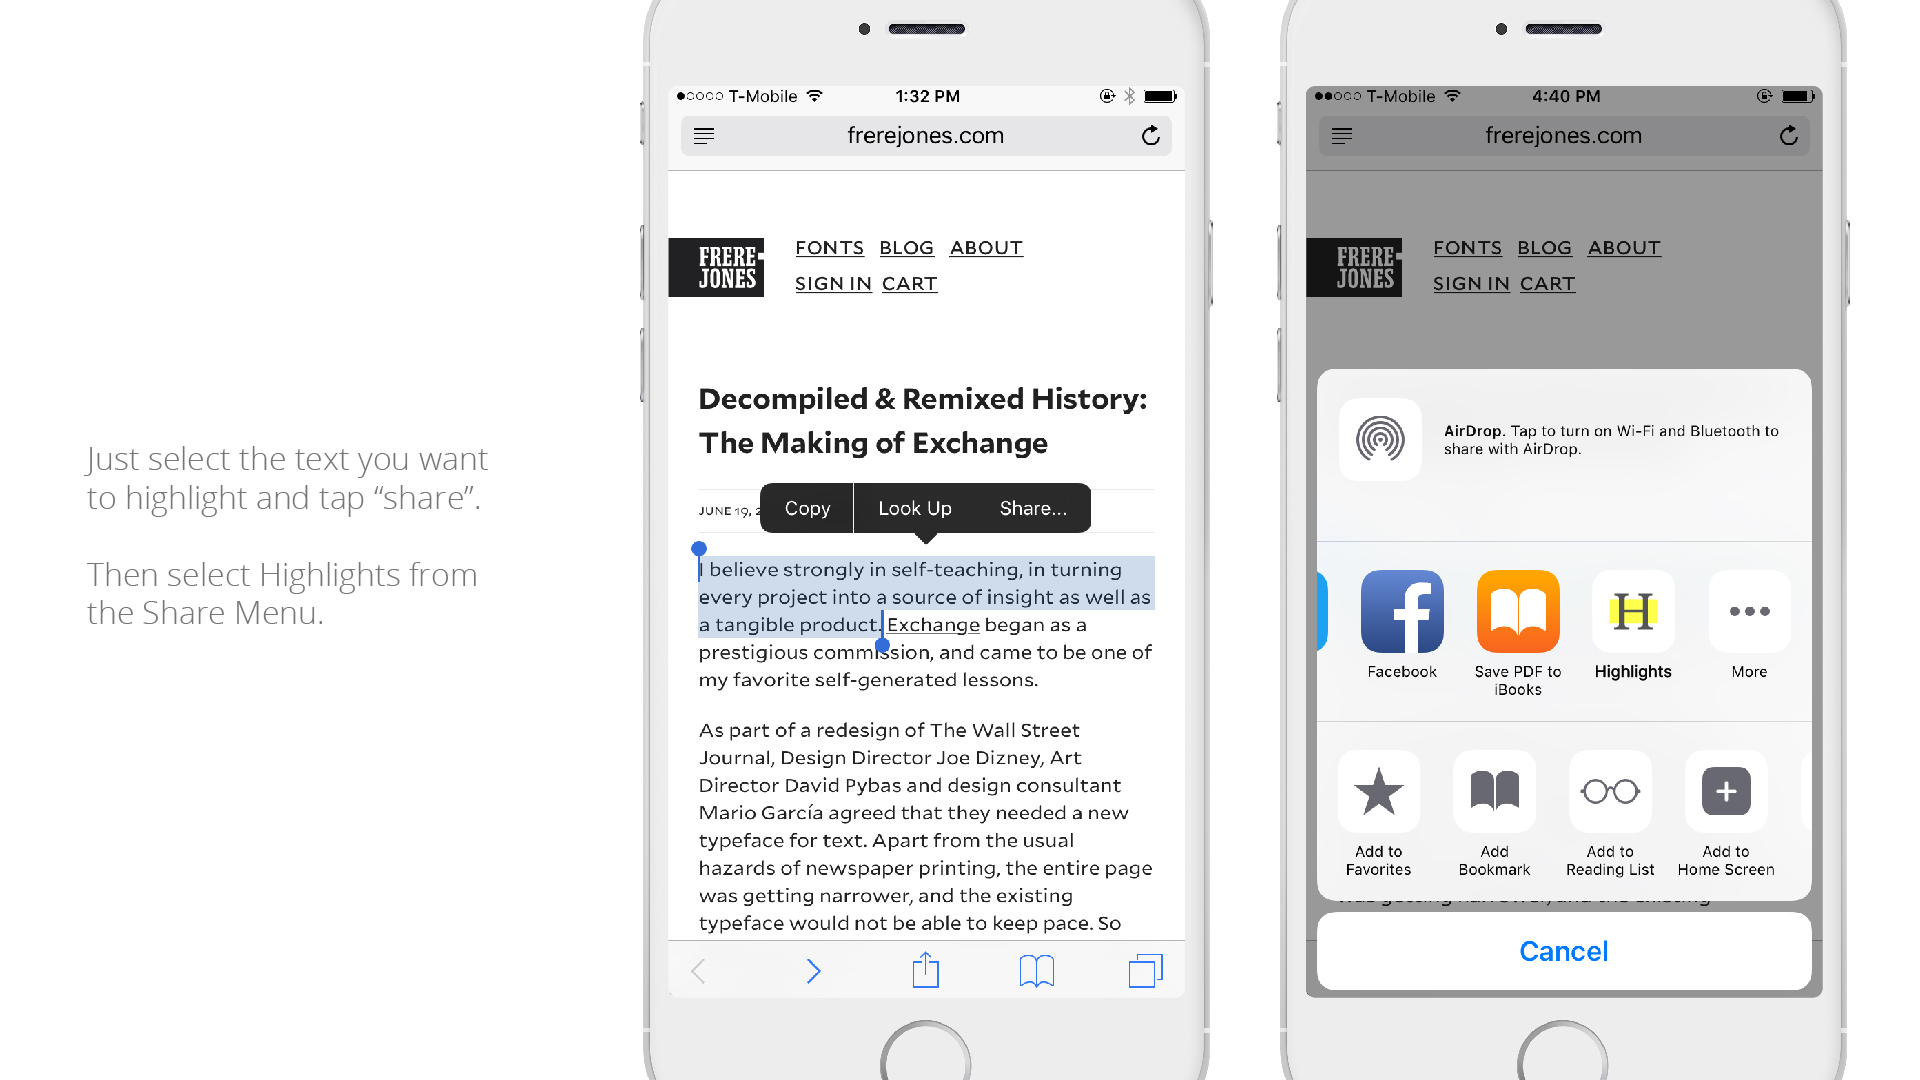 Just select the text you want
to highlight and tap “share”.
Then select Highlights from
the Share Menu.
T-Mobile 1:32 PM
frerejones.com
FRERE-
JONES
FONTS BLOG ABOUT
SIGN IN CART
Decompiled & Remixed History:
The Making of Exchange
JUNE 19,
Copy Look Up Share...
I believe strongly in self-teaching, in turning
every project into a source of insight as well as
a tangible product. Exchange began as a
prestigious commission, and came to be one of
my favorite self-generated lessons.
As part of a redesign of The Wall Street
Journal, Design Director Joe Dizney, Art
Director David Pybas and design consultant
Mario García agreed that they needed a new
typeface for text. Apart from the usual
hazards of newspaper printing, the entire page
was getting narrower, and the existing
typeface would not be able to keep pace. So
T-Mobile 4:40 PM
frerejones.com
FRERE-
JONES
FONTS BLOG ABOUT
SIGN IN CART
AirDrop. Tap to turn on Wi-Fi and Bluetooth to
share with AirDrop.
Facebook
Save PDF to
iBooks
H
Highlights
More
Add to
Favorites
Add
Bookmark
Add to
Reading List
Add to
Home Screen
was getting narrower, and the existing
Cancel